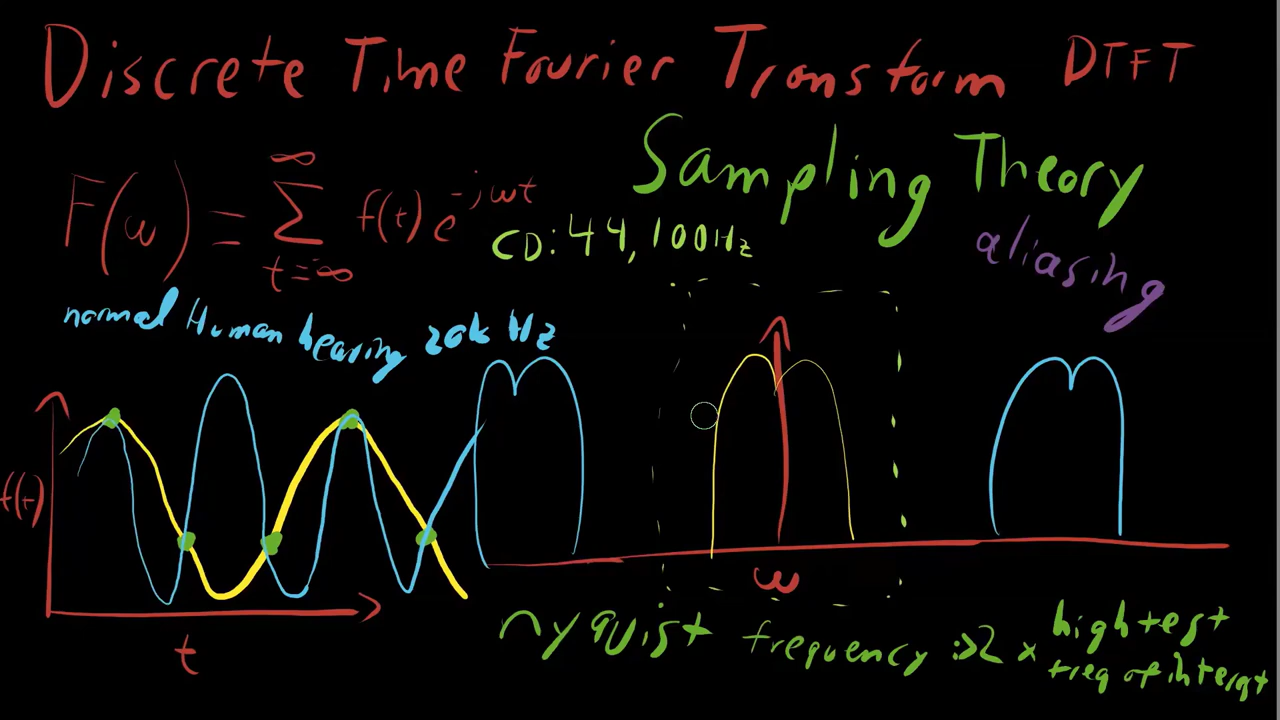 Discrete Time Fourier Transform DTFT
Sampling Theory
F(ω) = ∞ Σ t=-∞ f(t) e^-jωt
CD: 44,100Hz
aliasing
normal Human hearing 20k Hz
f(t)
t
ω
nyquist frequency :>2 x hightest
freq of interest